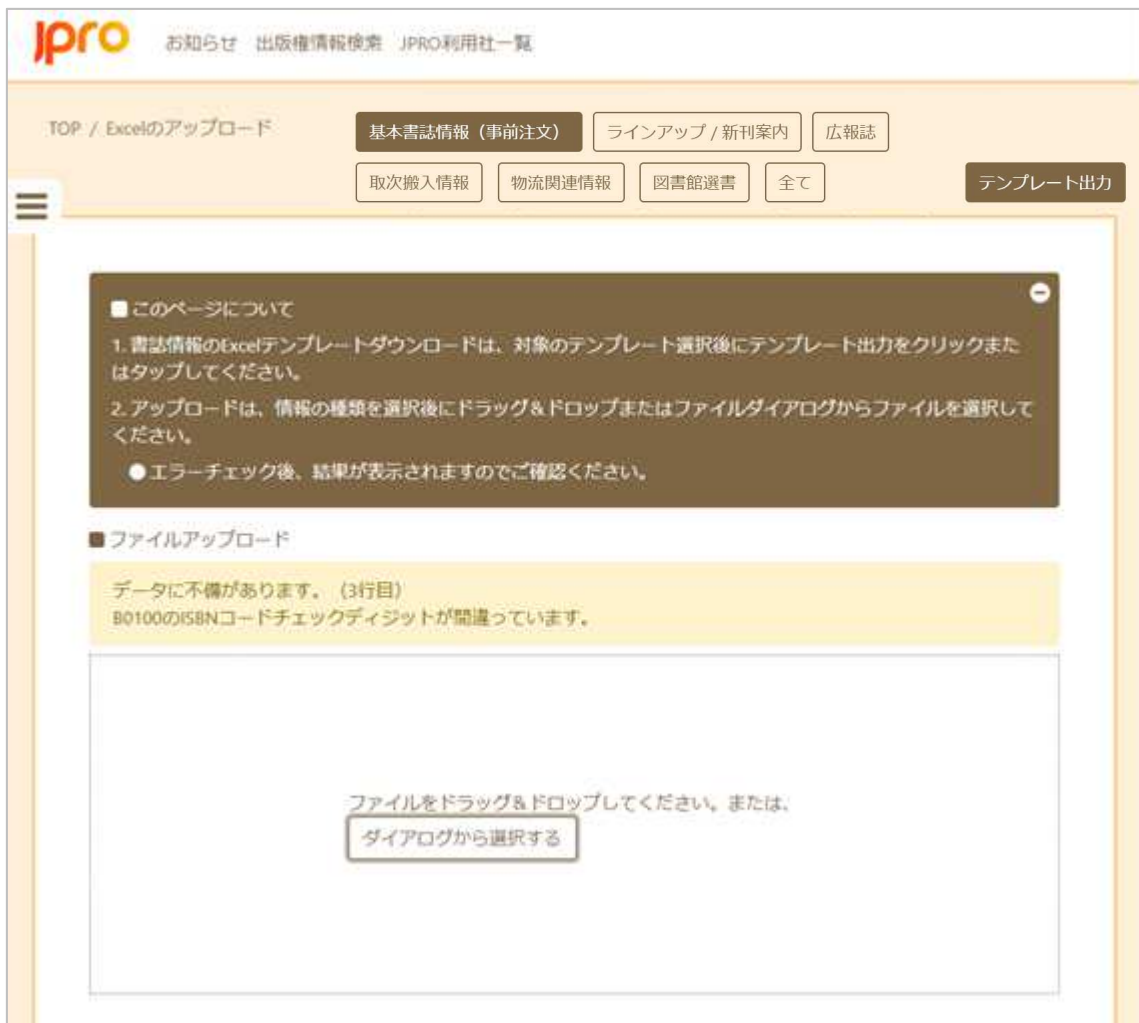 jpro お知らせ 出版権情報検索 JPRO利用社一覧
TOP / Excelのアップロード
基本書誌情報（事前注文） ラインアップ / 新刊案内 広報誌
取次搬入情報 物流関連情報 図書館選書 全て テンプレート出力
■このページについて
1. 書誌情報のExcelテンプレートダウンロードは、対象のテンプレート選択後にテンプレート出力をクリックまた
はタップしてください。
2. アップロードは、情報の種類を選択後にドラッグ＆ドロップまたはファイルダイアログからファイルを選択して
ください。
●エラーチェック後、結果が表示されますのでご確認ください。
■ファイルアップロード
データに不備があります。（3行目）
B0100のISBNコードチェックディジットが間違っています。
ファイルをドラッグ＆ドロップしてください。または、
ダイアログから選択する